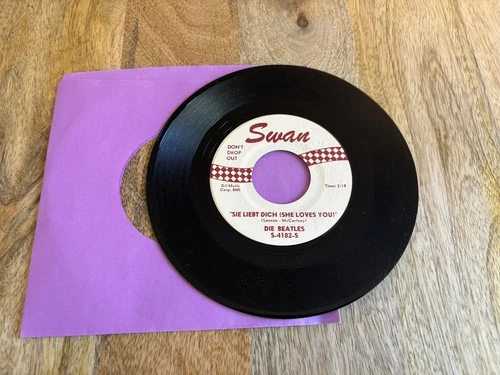 Swan
DON'T
DROP
OUT
Gil Music
Corp. BMI
Time: 2:18
"SIE LIEBT DICH (SHE LOVES YOU)"
(Lennon - McCartney)
DIE BEATLES
S-4182-S